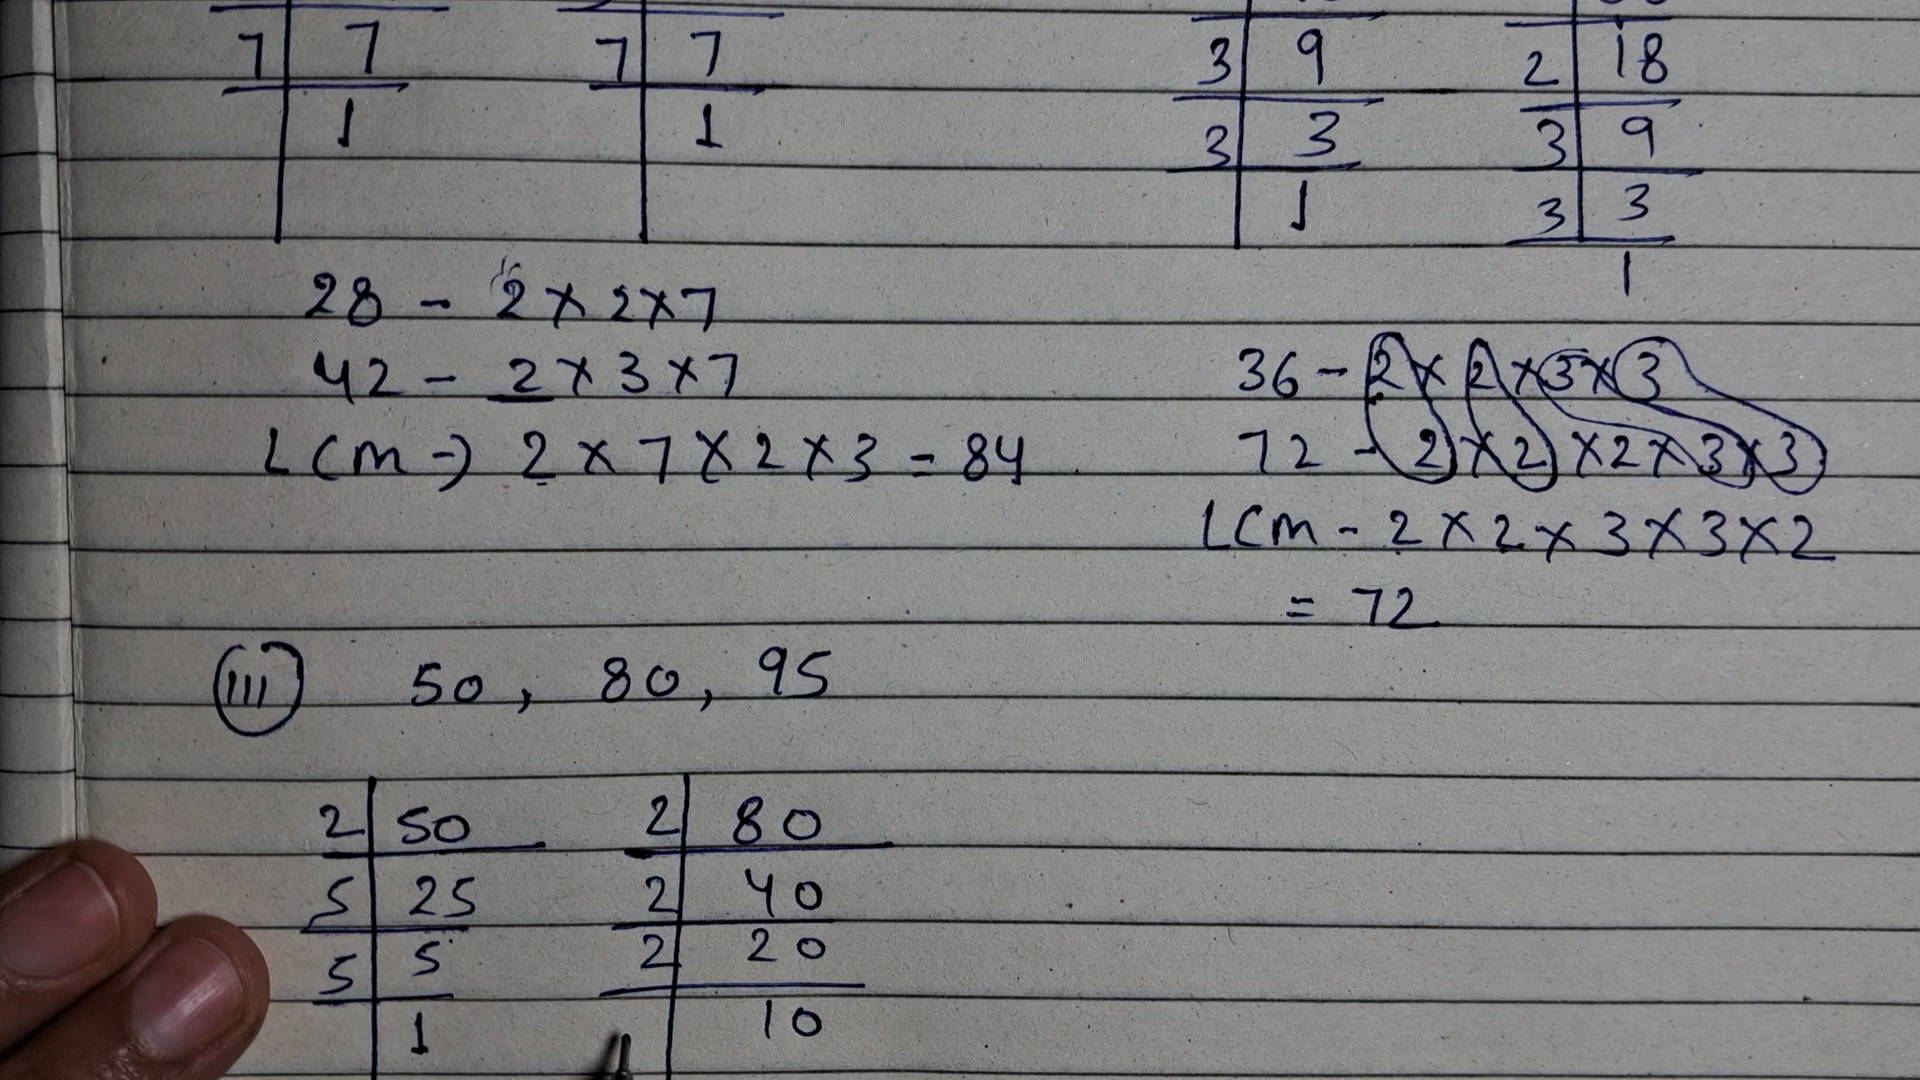 7 | 7
1
7 | 7
1
3 | 9
3 | 3
1
2 | 18
3 | 9
3 | 3
1
28 - 2 × 2 × 7
42 - 2 × 3 × 7
LCM → 2 × 7 × 2 × 3 = 84
36 - 2 × 2 × 3 × 3
72 - 2 × 2 × 2 × 3 × 3
LCM - 2 × 2 × 3 × 3 × 2
= 72
(III) 50, 80, 95
2 | 50
5 | 25
5 | 5
1
2 | 80
2 | 40
2 | 20
10